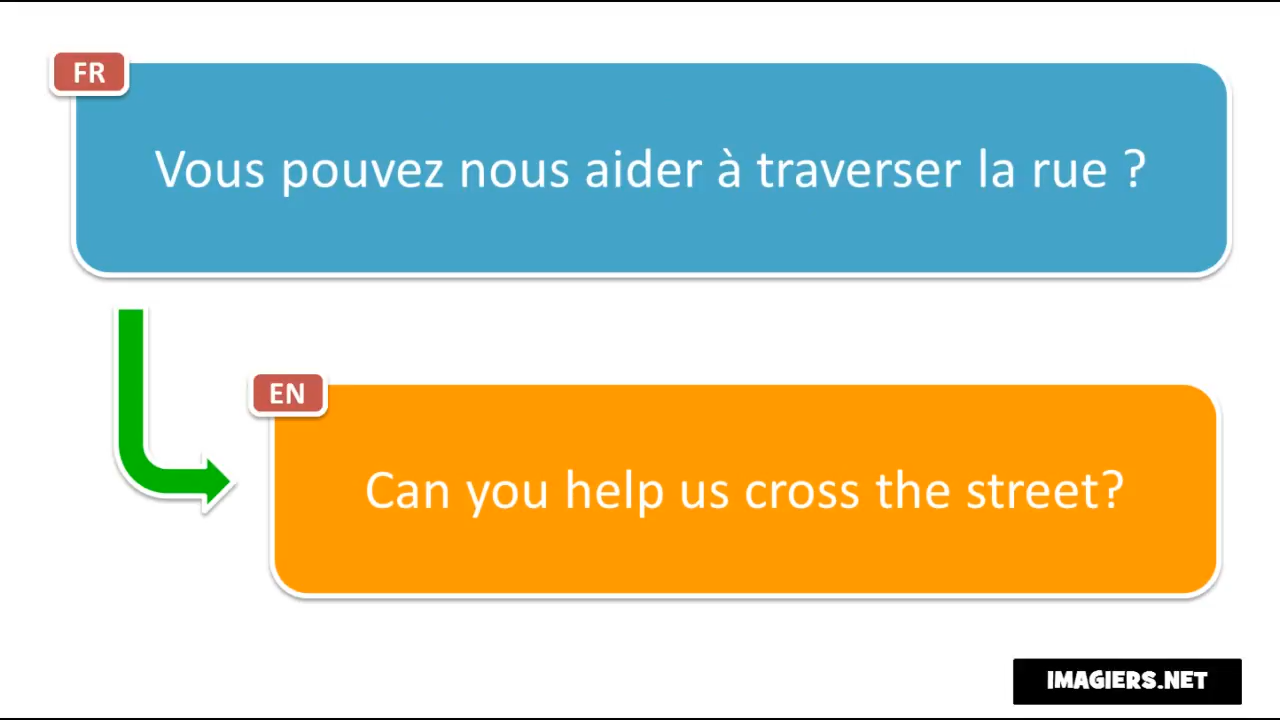 FR
Vous pouvez nous aider à traverser la rue ?
EN
Can you help us cross the street?
IMAGIERS.NET